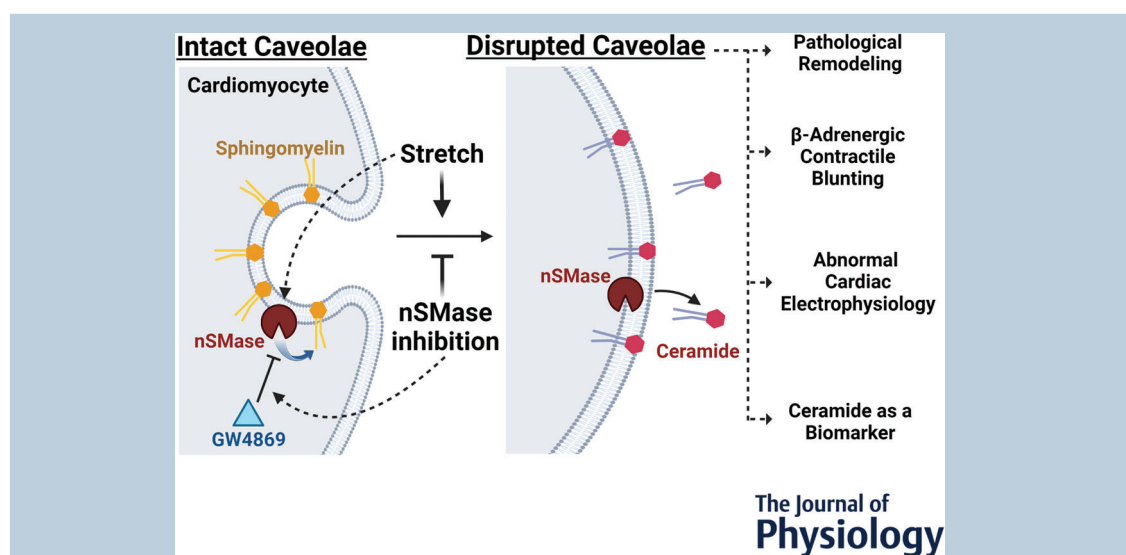 Intact Caveolae
Cardiomyocyte
Sphingomyelin
nSMase
GW4869
Stretch
nSMase
inhibition
Disrupted Caveolae
nSMase
Ceramide
Pathological
Remodeling
β-Adrenergic
Contractile
Blunting
Abnormal
Cardiac
Electrophysiology
Ceramide as a
Biomarker
The Journal of
Physiology